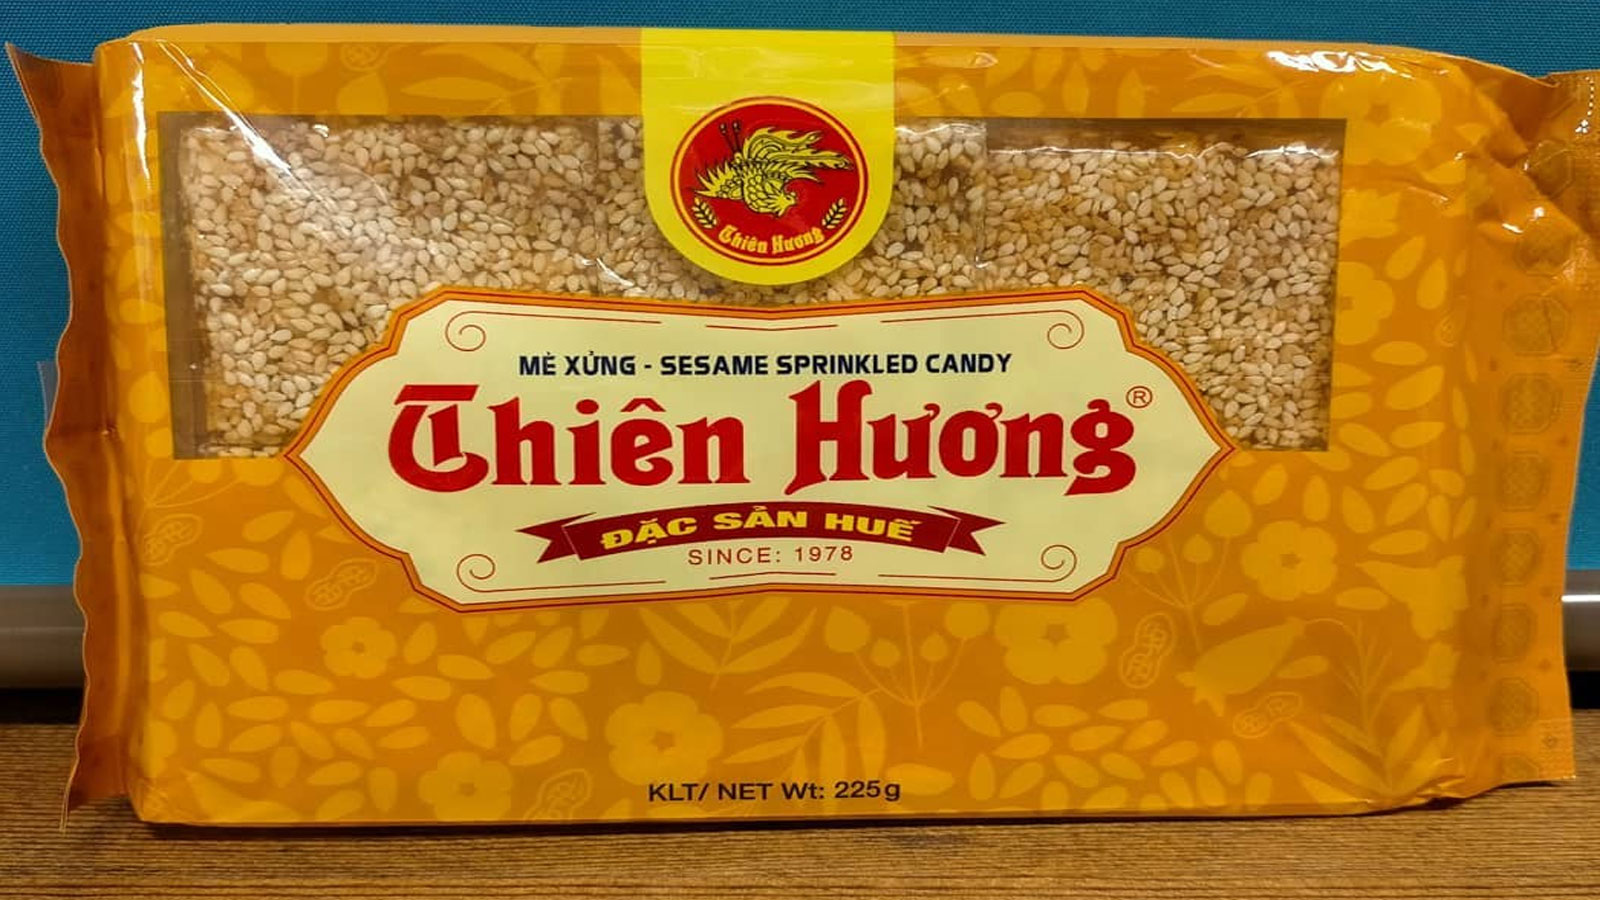 Thiên Hương
MÈ XỬNG - SESAME SPRINKLED CANDY
Thiên Hương®
ĐẶC SẢN HUẾ
SINCE: 1978
KLT/ NET Wt: 225g